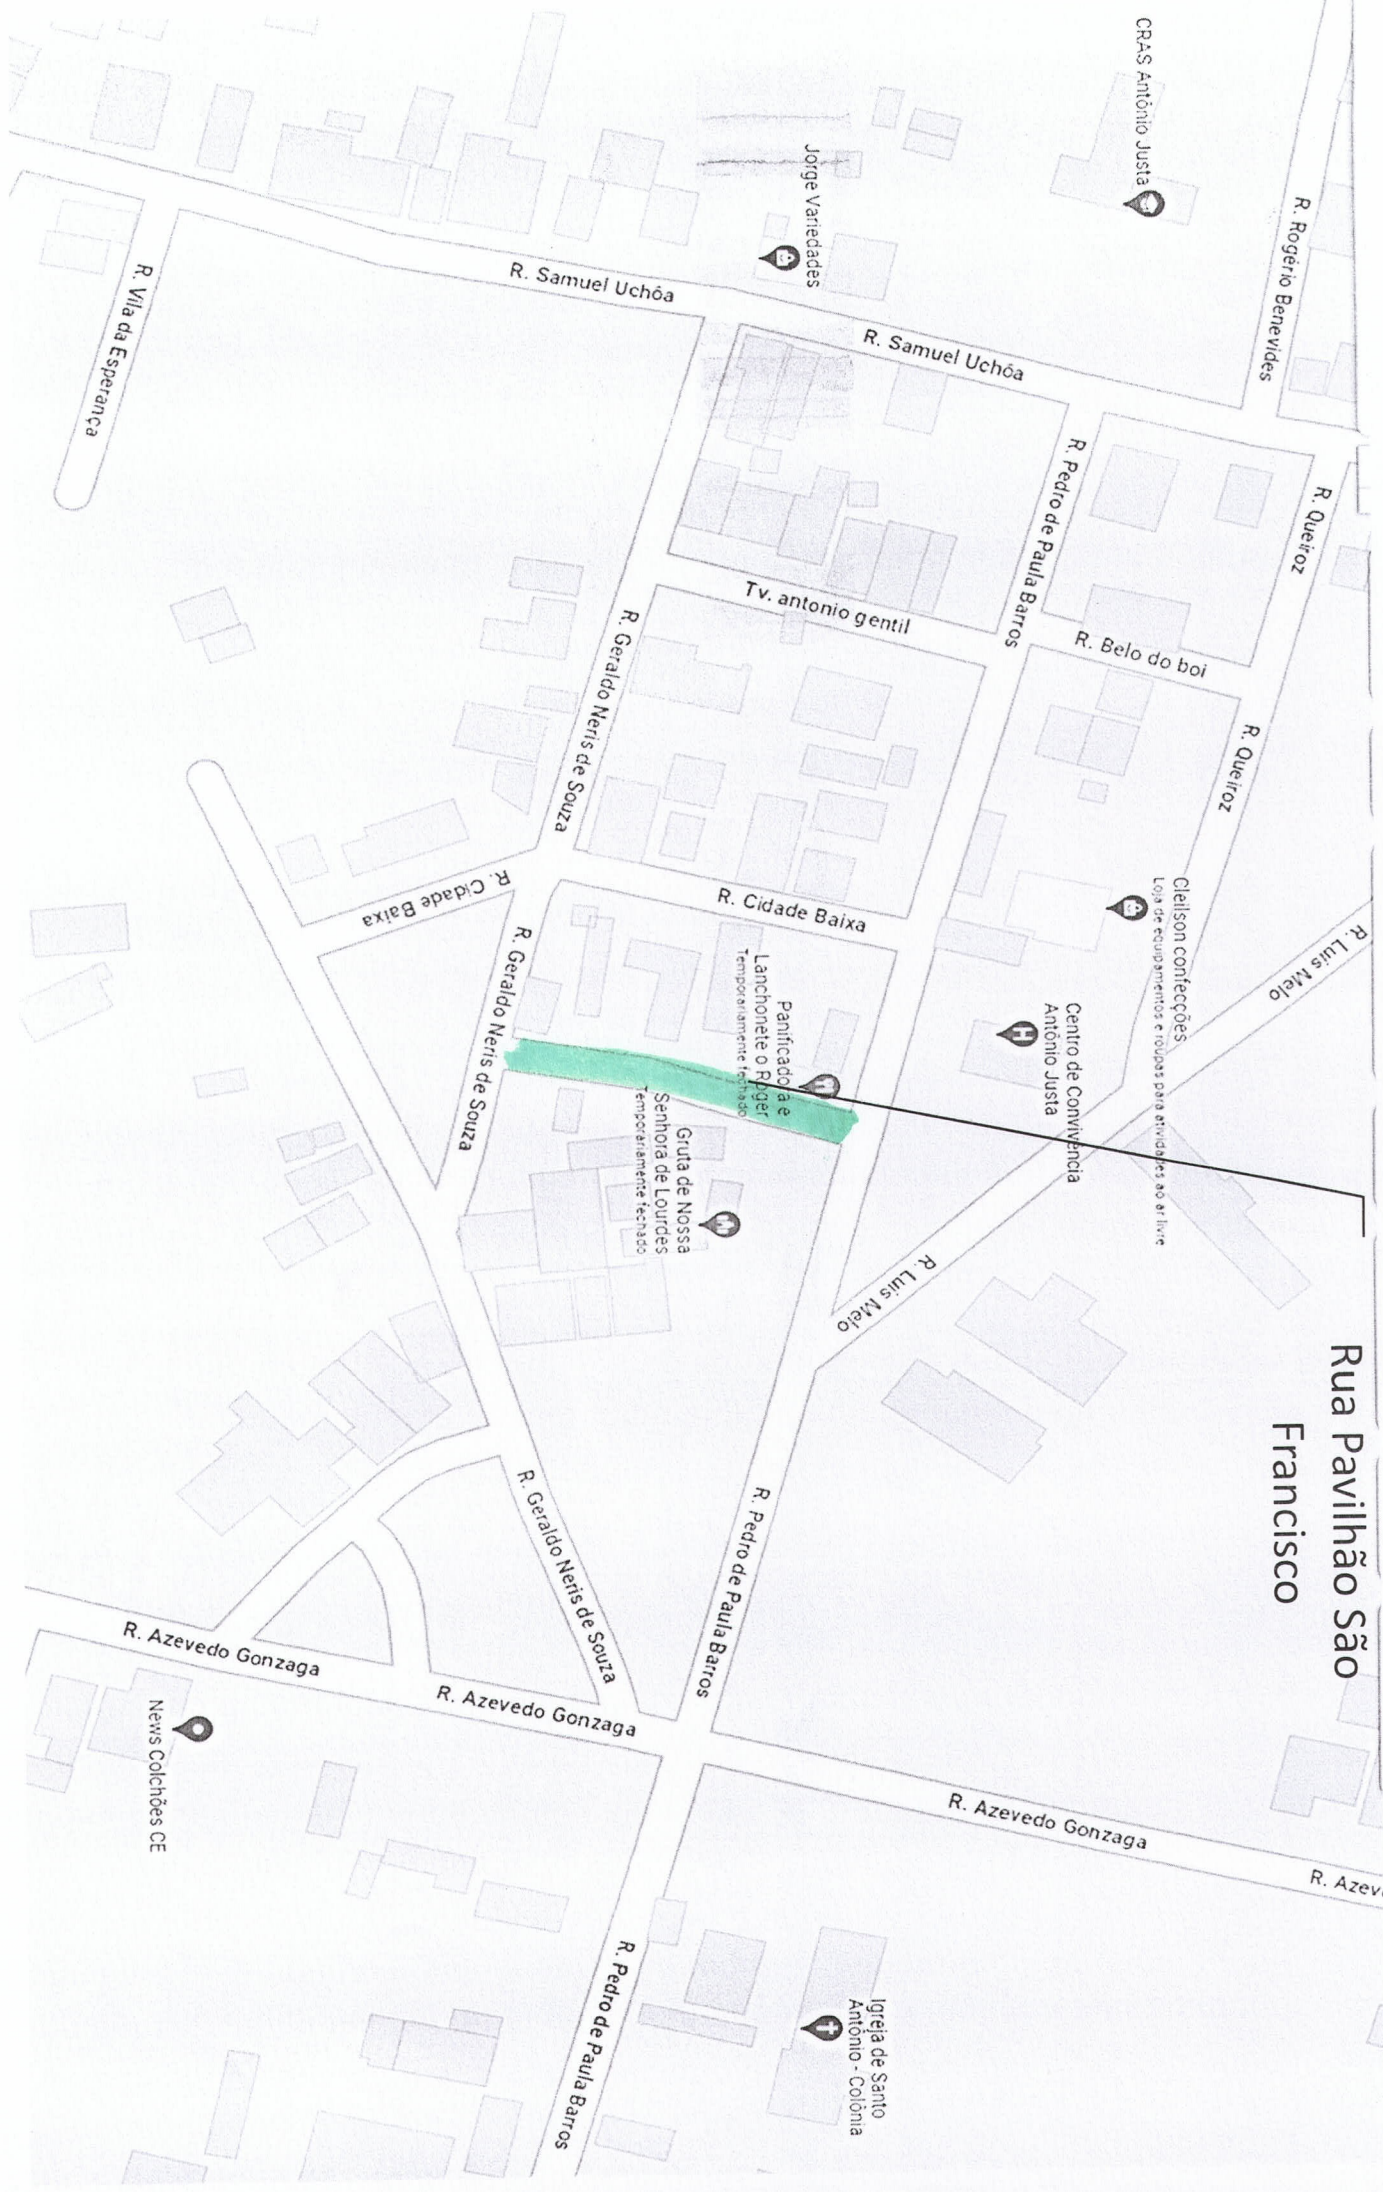 Rua Pavilhão São
Francisco
CRAS Antônio Justa
R. Rogério Benevides
Jorge Variedades
R. Samuel Uchôa
R. Samuel Uchôa
R. Vila da Esperança
R. Queiroz
R. Pedro de Paula Barros
Tv. antonio gentil
R. Belo do boi
R. Geraldo Neris de Souza
R. Queiroz
R. Cidade Baixa
R. Cidade Baixa
Cleilson confecções
Loja de equipamentos e roupas para atividades ao ar livre
R. Luis Melo
Centro de Convivencia
Antônio Justa
Panificadora e
Lanchonete o Roger
Temporariamente fechado
R. Geraldo Neris de Souza
Gruta de Nossa
Senhora de Lourdes
Temporariamente fechado
R. Luis Melo
R. Geraldo Neris de Souza
R. Pedro de Paula Barros
R. Azevedo Gonzaga
R. Azevedo Gonzaga
News Colchões CE
R. Azevedo Gonzaga
R. Azev
R. Pedro de Paula Barros
Igreja de Santo
Antônio - Colônia